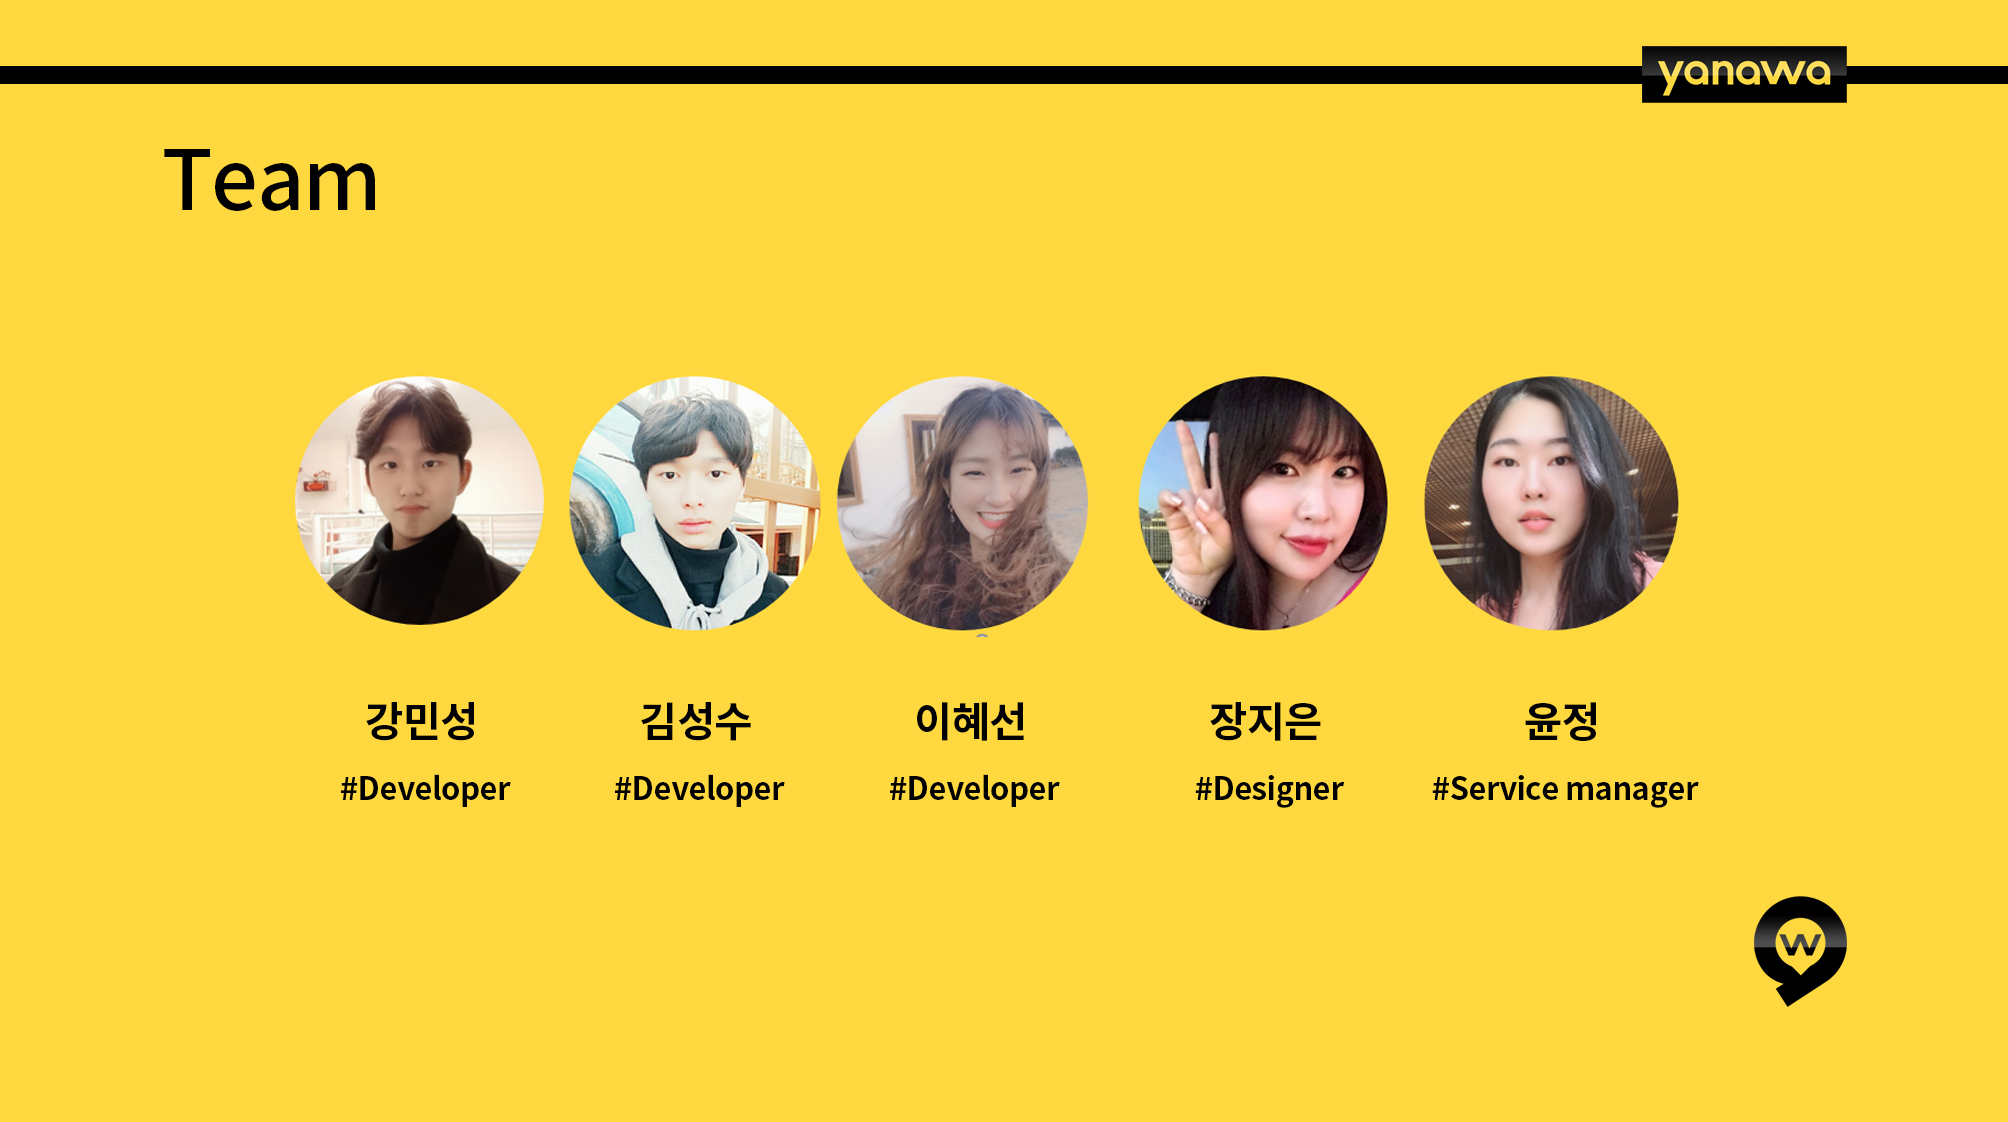 yanawa
Team
강민성
김성수
이혜선
장지은
윤정
#Developer
#Developer
#Developer
#Designer
#Service manager
W